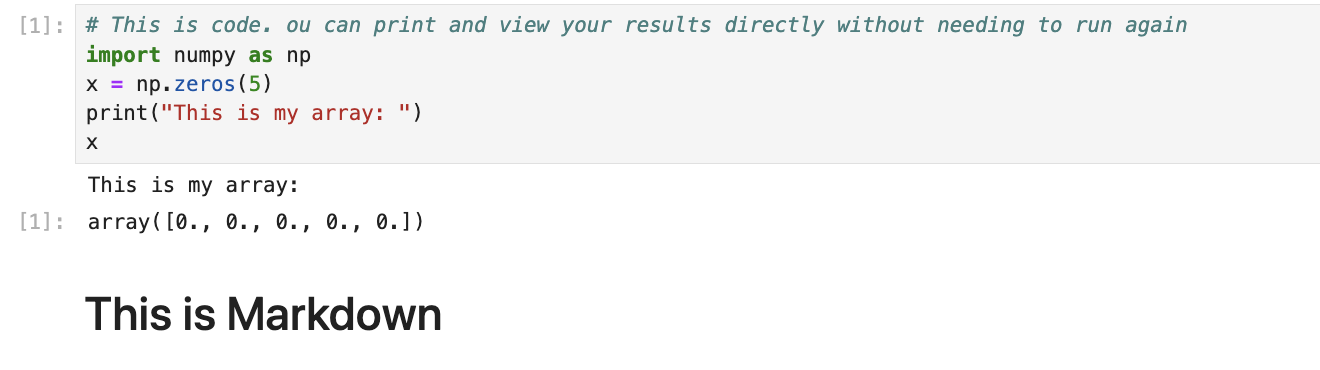 [1]: # This is code. ou can print and view your results directly without needing to run again
import numpy as np
x = np.zeros(5)
print("This is my array: ")
x
This is my array:
[1]: array([0., 0., 0., 0., 0.])
This is Markdown